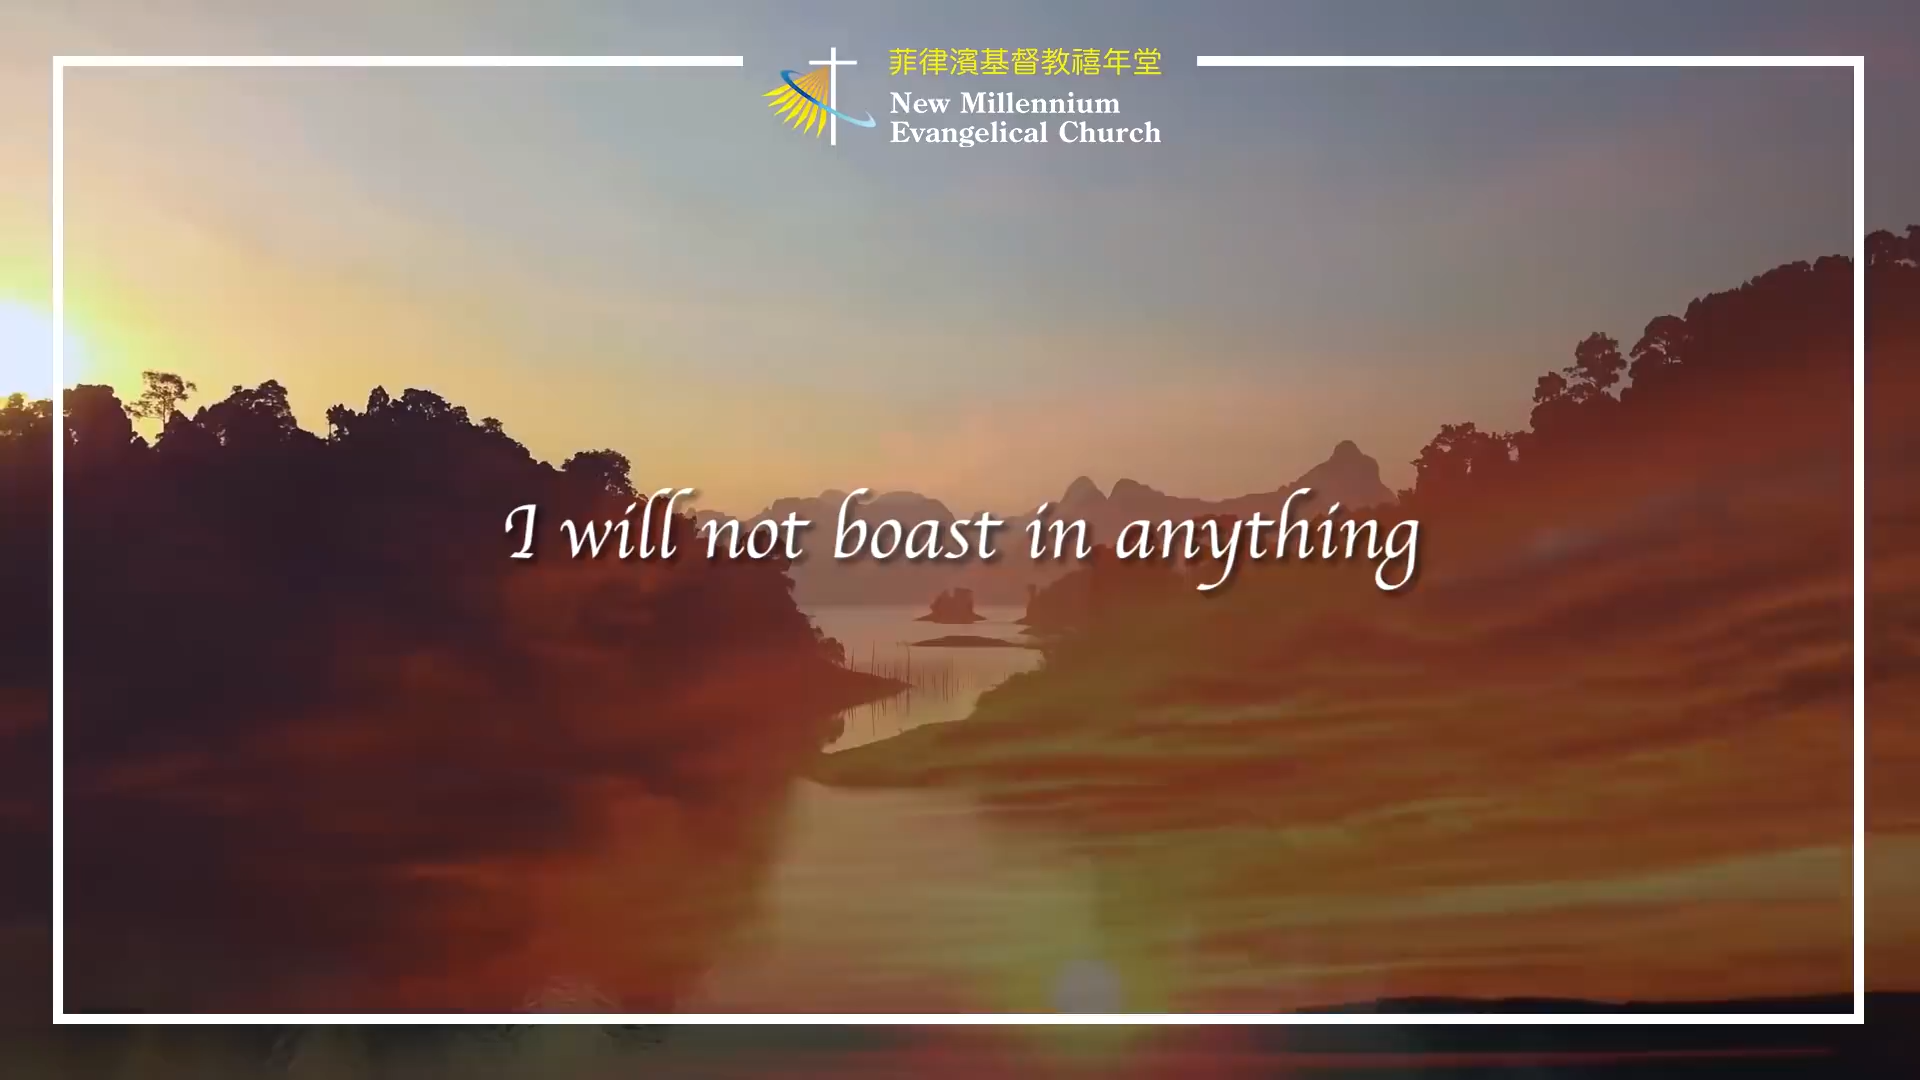 菲律濱基督教禧年堂
New Millennium
Evangelical Church
I will not boast in anything